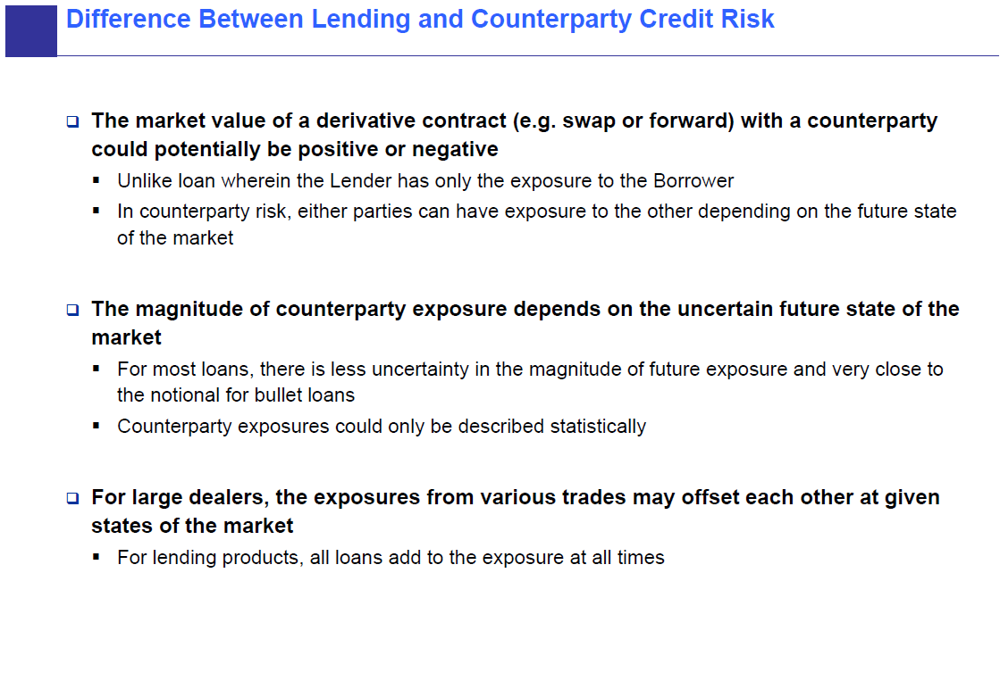 Difference Between Lending and Counterparty Credit Risk
The market value of a derivative contract (e.g. swap or forward) with a counterparty
could potentially be positive or negative
Unlike loan wherein the Lender has only the exposure to the Borrower
In counterparty risk, either parties can have exposure to the other depending on the future state
of the market
The magnitude of counterparty exposure depends on the uncertain future state of the
market
For most loans, there is less uncertainty in the magnitude of future exposure and very close to
the notional for bullet loans
Counterparty exposures could only be described statistically
For large dealers, the exposures from various trades may offset each other at given
states of the market
For lending products, all loans add to the exposure at all times